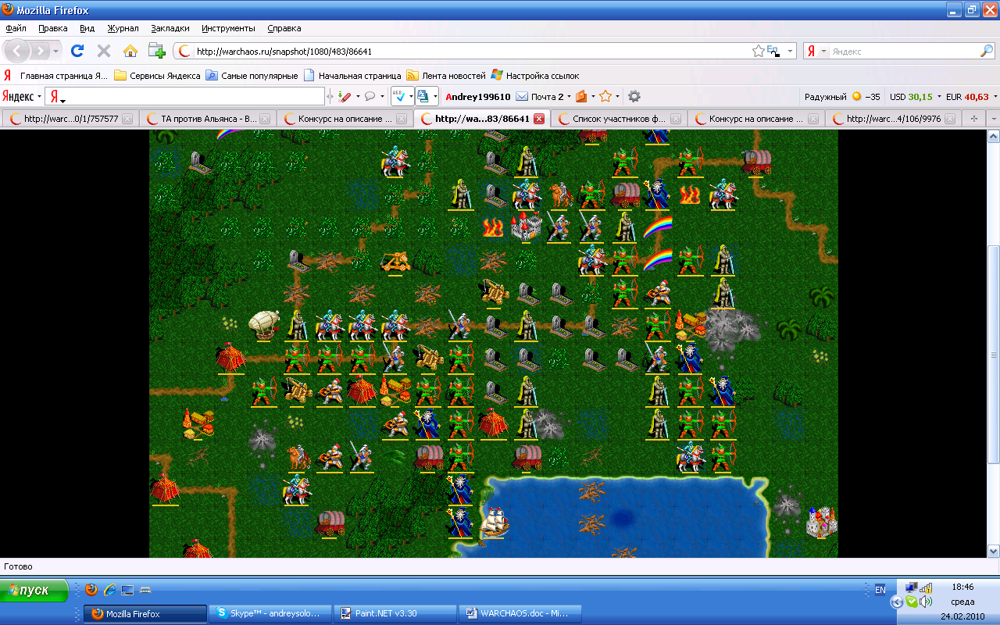 Mozilla Firefox
Файл Правка Вид Журнал Закладки Инструменты Справка
http://warchaos.ru/snapshot/1080/483/86641 En Я Яндекс
Я Главная страница Я... Сервисы Яндекса Самые популярные Начальная страница Лента новостей Настройка ссылок
Яндекс Я АБВ Andrey199610 Почта 2 Радужный -35 USD 30,15 EUR 40,63
http://warc...0/1/757577 ТА против Альянса - В... Конкурс на описание ... http://wa...83/86641 Список участников ф... Конкурс на описание ... http://warc...4/106/9976
Готово
пуск EN 18:46
среда
24.02.2010
Mozilla Firefox Skype™ - andreysolo... Paint.NET v3.30 WARCHAOS.doc - Mi...